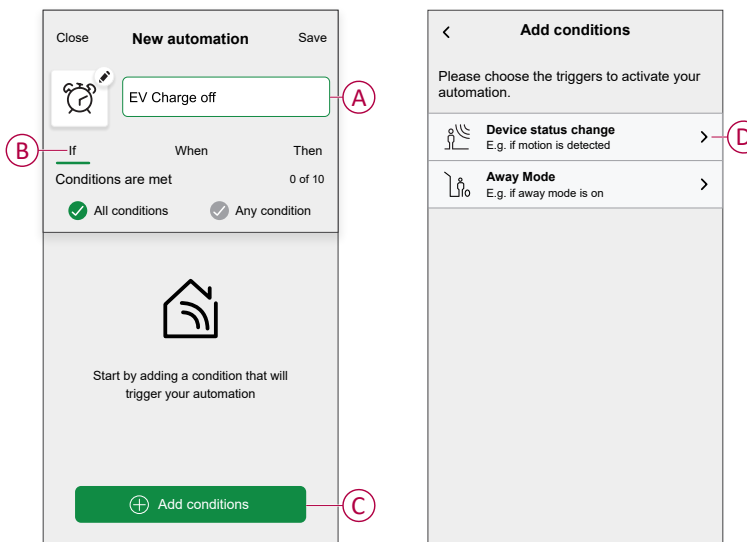 Close New automation Save
EV Charge off
A
B
If When Then
Conditions are met 0 of 10
All conditions Any condition
Start by adding a condition that will
trigger your automation
Add conditions
C
Add conditions
Please choose the triggers to activate your
automation.
Device status change
E.g. if motion is detected
D
Away Mode
E.g. if away mode is on